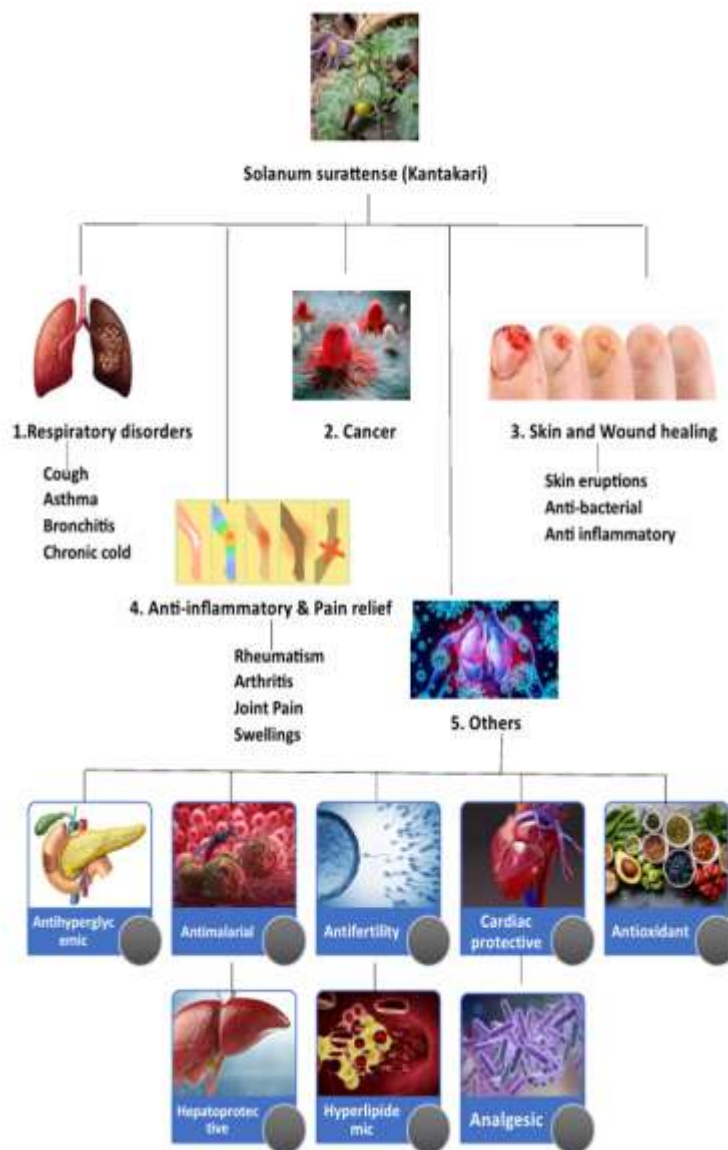 Solanum surattense (Kantakari)
1.Respiratory disorders
Cough
Asthma
Bronchitis
Chronic cold
2. Cancer
3. Skin and Wound healing
Skin eruptions
Anti-bacterial
Anti inflammatory
4. Anti-inflammatory & Pain relief
Rheumatism
Arthritis
Joint Pain
Swellings
5. Others
Antihyperglyc
emic
Antimalarial
Antifertility
Cardiac
protective
Antioxidant
Hepatoprotec
tive
Hyperlipide
mic
Analgesic